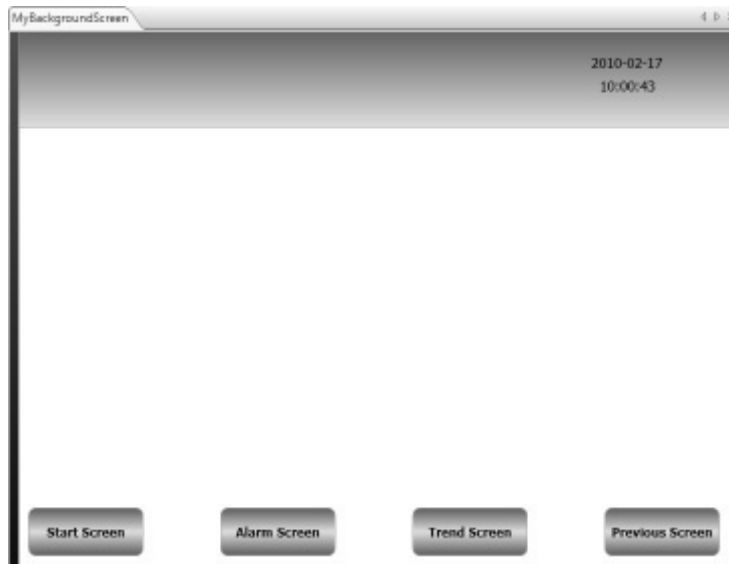 MyBackgroundScreen
2010-02-17
10:00:43
Start Screen
Alarm Screen
Trend Screen
Previous Screen